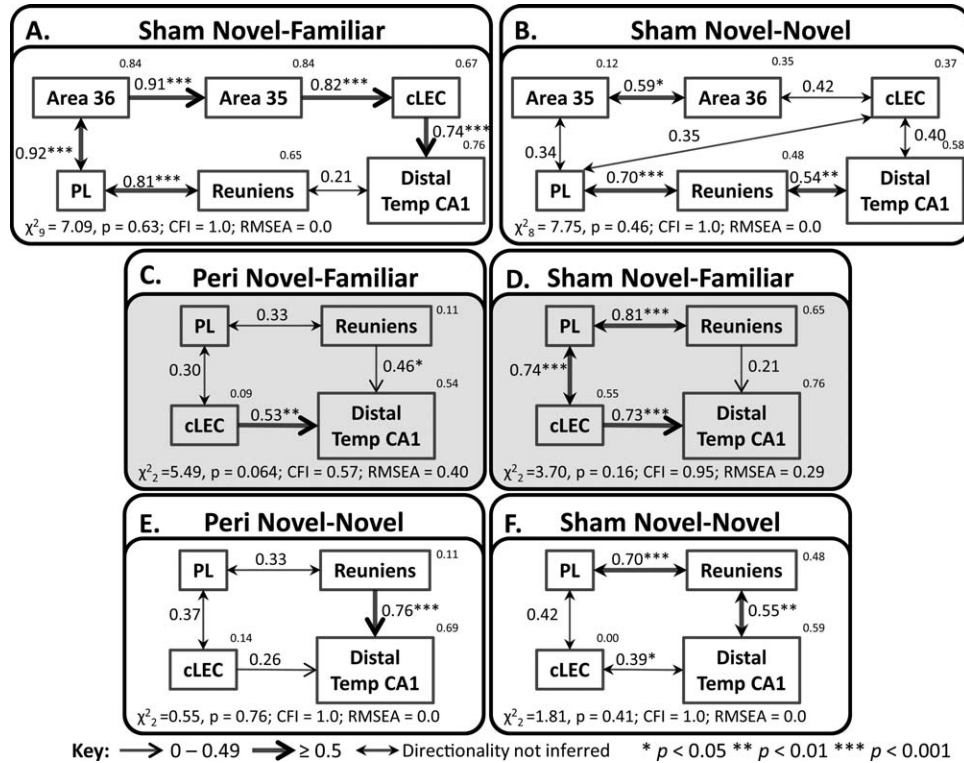 A. Sham Novel-Familiar
0.84 0.84 0.67
Area 36 0.91*** Area 35 0.82*** cLEC
0.92*** 0.74***
0.65 0.76
PL 0.81*** Reuniens 0.21 Distal
Temp CA1
χ²₉ = 7.09, p = 0.63; CFI = 1.0; RMSEA = 0.0
B. Sham Novel-Novel
0.12 0.35 0.37
Area 35 0.59* Area 36 0.42 cLEC
0.34 0.35 0.40
0.48 0.58
PL 0.70*** Reuniens 0.54** Distal
Temp CA1
χ²₈ = 7.75, p = 0.46; CFI = 1.0; RMSEA = 0.0
C. Peri Novel-Familiar
0.11
PL 0.33 Reuniens
0.30 0.46*
0.09 0.54
cLEC 0.53** Distal
Temp CA1
χ²₂ =5.49, p = 0.064; CFI = 0.57; RMSEA = 0.40
D. Sham Novel-Familiar
0.65
PL 0.81*** Reuniens
0.74*** 0.21
0.55 0.76
cLEC 0.73*** Distal
Temp CA1
χ²₂ =3.70, p = 0.16; CFI = 0.95; RMSEA = 0.29
E. Peri Novel-Novel
0.11
PL 0.33 Reuniens
0.37 0.76***
0.14 0.69
cLEC 0.26 Distal
Temp CA1
χ²₂ =0.55, p = 0.76; CFI = 1.0; RMSEA = 0.0
F. Sham Novel-Novel
0.48
PL 0.70*** Reuniens
0.42 0.55**
0.00 0.59
cLEC 0.39* Distal
Temp CA1
χ²₂ =1.81, p = 0.41; CFI = 1.0; RMSEA = 0.0
Key: 0 – 0.49 ≥ 0.5 Directionality not inferred * p < 0.05 ** p < 0.01 *** p < 0.001